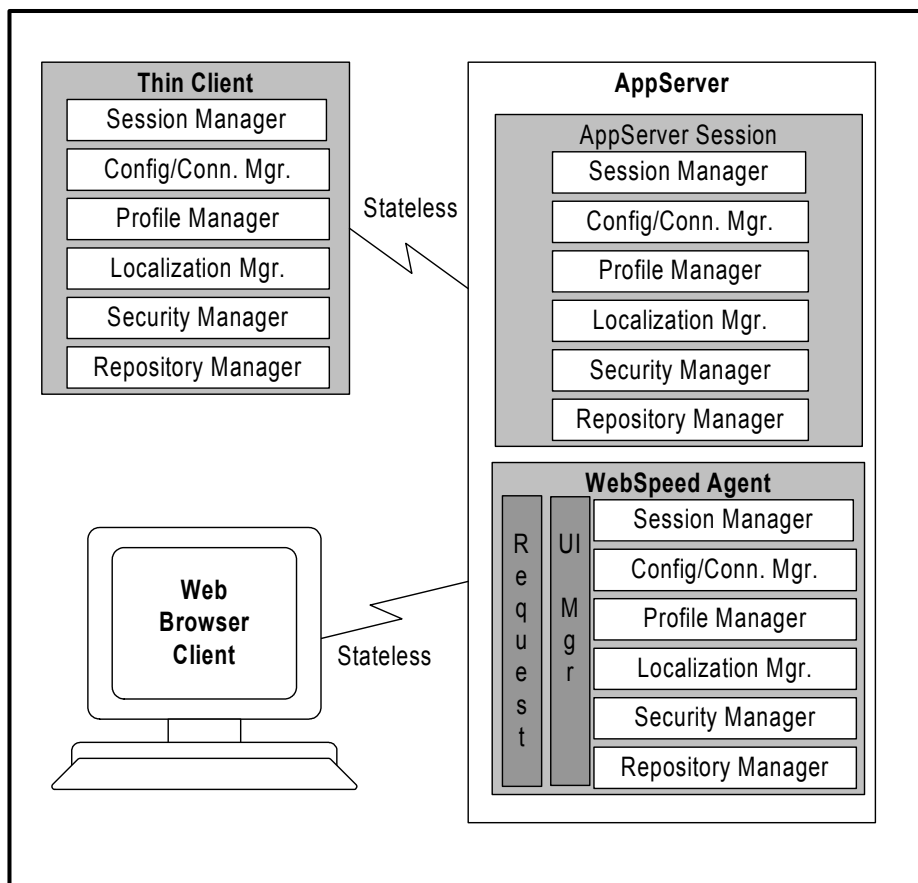 Thin Client
Session Manager
Config/Conn. Mgr.
Profile Manager
Localization Mgr.
Security Manager
Repository Manager
Stateless
AppServer
AppServer Session
Session Manager
Config/Conn. Mgr.
Profile Manager
Localization Mgr.
Security Manager
Repository Manager
WebSpeed Agent
Request
UI Mgr
Session Manager
Config/Conn. Mgr.
Profile Manager
Localization Mgr.
Security Manager
Repository Manager
Web
Browser
Client
Stateless